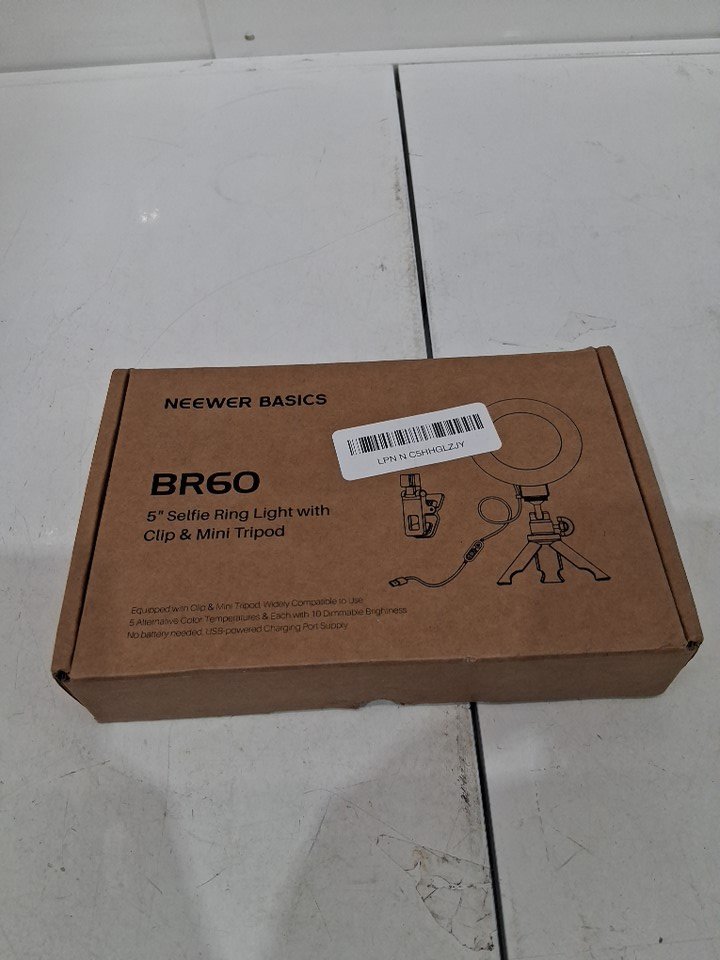 NEEWER BASICS
LPN N C5HHGLZJY
BR60
5" Selfie Ring Light with
Clip & Mini Tripod
Equipped with Clip & Mini Tripod, Widely Compatible to Use
5 Alternative Color Temperatures & Each with 10 Dimmable Brighiness
No battery needed, USB-powered Charging Port Supply